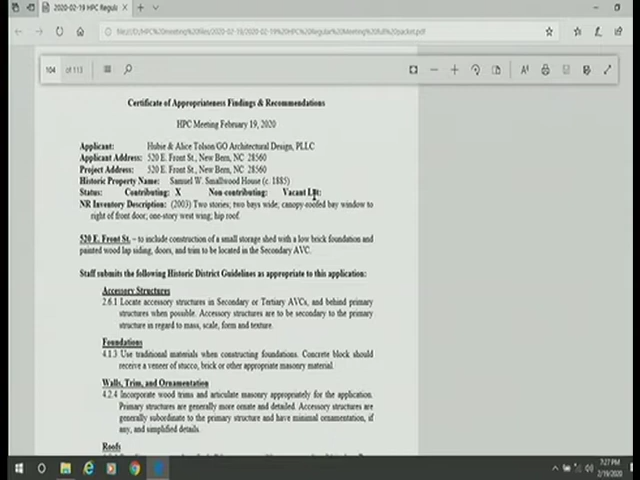 2020-02-19 HPC Regula
file:///D:/HPC%20meeting%20files/2020-02-19/2020-02-19%20HPC%20Regular%20Meeting%20full%20packet.pdf
104 of 113
Certificate of Appropriateness Findings & Recommendations
HPC Meeting February 19, 2020
Applicant: Hubie & Alice Tolson/GO Architectural Design, PLLC
Applicant Address: 520 E. Front St., New Bern, NC 28560
Project Address: 520 E. Front St., New Bern, NC 28560
Historic Property Name: Samuel W. Smallwood House (c. 1885)
Status: Contributing: X Non-contributing: Vacant Lot:
NR Inventory Description: (2003) Two stories; two bays wide; canopy-roofed bay window to
right of front door; one-story west wing; hip roof.
520 E. Front St. – to include construction of a small storage shed with a low brick foundation and
painted wood lap siding, doors, and trim to be located in the Secondary AVC.
Staff submits the following Historic District Guidelines as appropriate to this application:
Accessory Structures
2.6.1 Locate accessory structures in Secondary or Tertiary AVCs, and behind primary
structures when possible. Accessory structures are to be secondary to the primary
structure in regard to mass, scale, form and texture.
Foundations
4.1.3 Use traditional materials when constructing foundations. Concrete block should
receive a veneer of stucco, brick or other appropriate masonry material.
Walls, Trim, and Ornamentation
4.2.4 Incorporate wood trims and articulate masonry appropriately for the application.
Primary structures are generally more ornate and detailed. Accessory structures are
generally subordinate to the primary structure and have minimal ornamentation, if
any, and simplified details.
Roofs
7:27 PM
2/19/2020